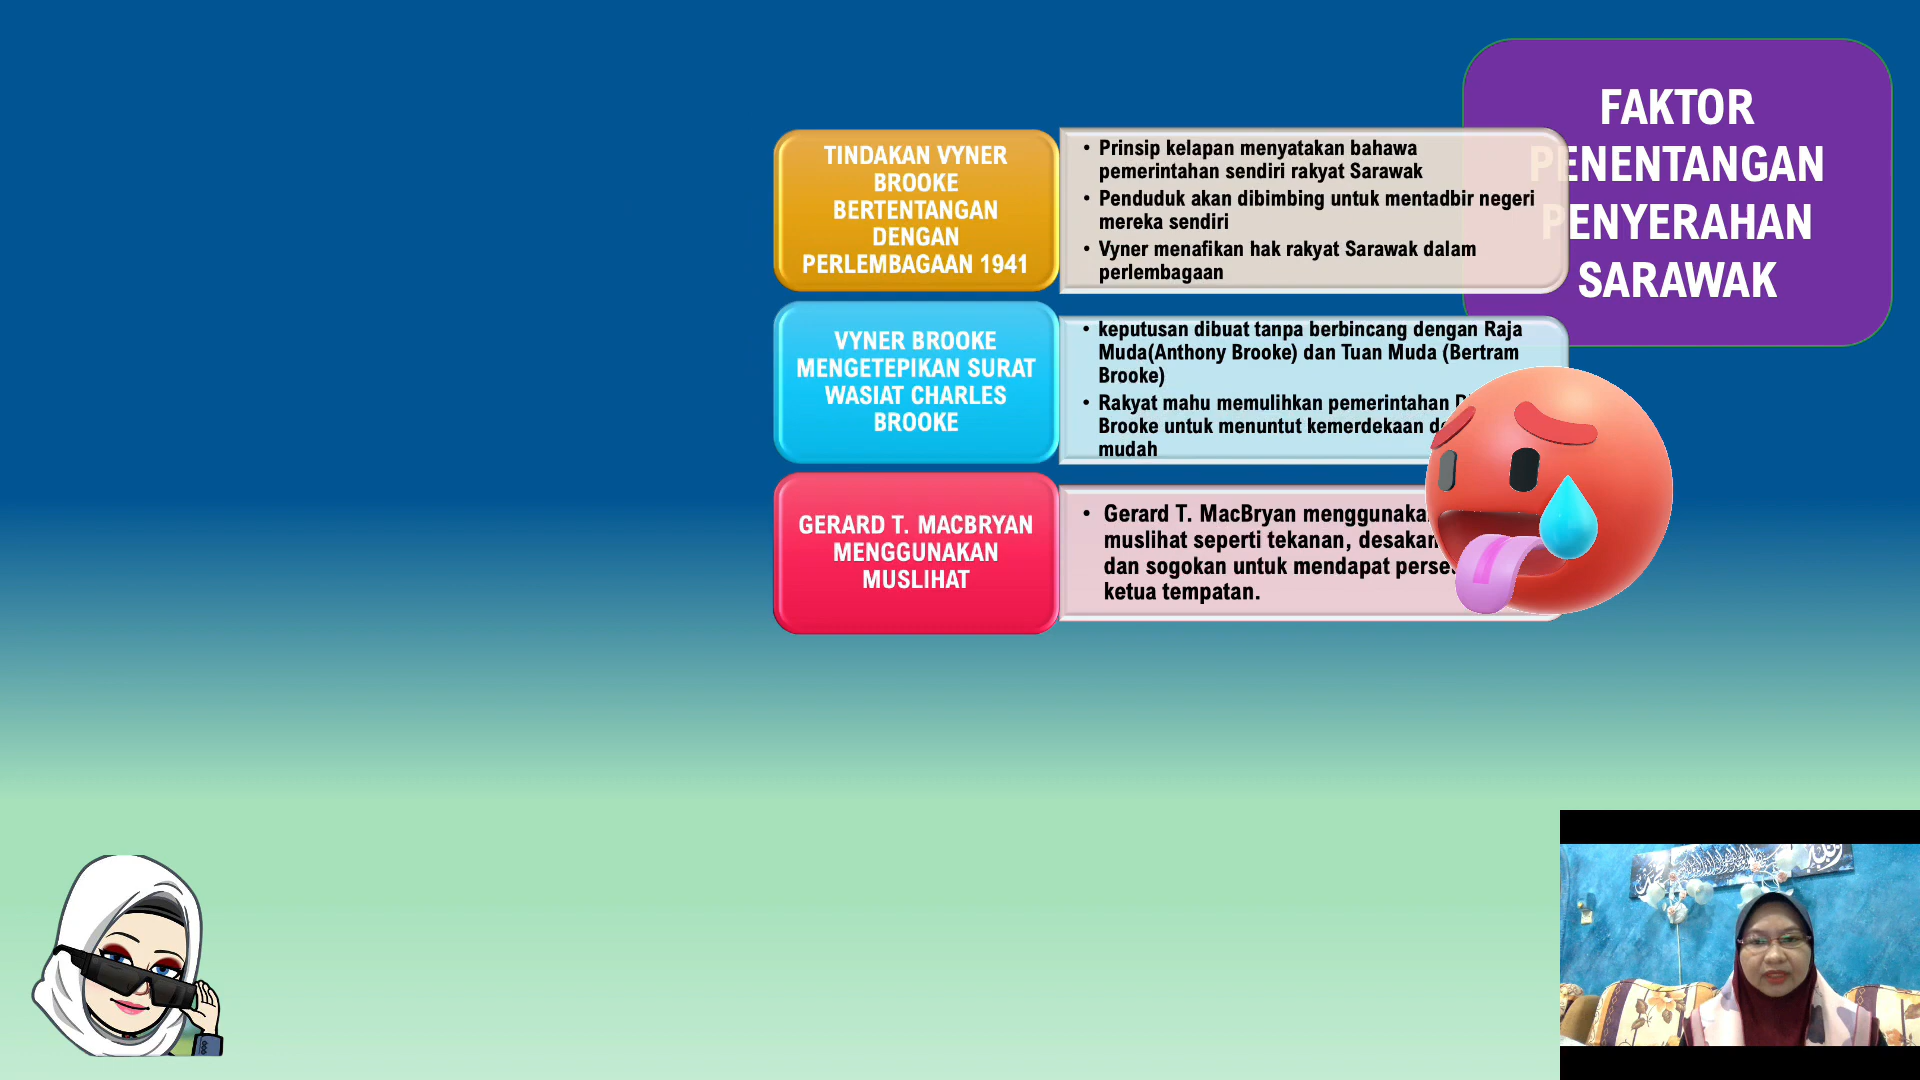 FAKTOR
PENENTANGAN
PENYERAHAN
SARAWAK
TINDAKAN VYNER
BROOKE
BERTENTANGAN
DENGAN
PERLEMBAGAAN 1941
• Prinsip kelapan menyatakan bahawa
pemerintahan sendiri rakyat Sarawak
• Penduduk akan dibimbing untuk mentadbir negeri
mereka sendiri
• Vyner menafikan hak rakyat Sarawak dalam
perlembagaan
VYNER BROOKE
MENGETEPIKAN SURAT
WASIAT CHARLES
BROOKE
• keputusan dibuat tanpa berbincang dengan Raja
Muda(Anthony Brooke) dan Tuan Muda (Bertram
Brooke)
• Rakyat mahu memulihkan pemerintahan
Brooke untuk menuntut kemerdekaan
mudah
GERARD T. MACBRYAN
MENGGUNAKAN
MUSLIHAT
• Gerard T. MacBryan
muslihat seperti tekanan, desakan
dan sogokan untuk mendapat
ketua tempatan.